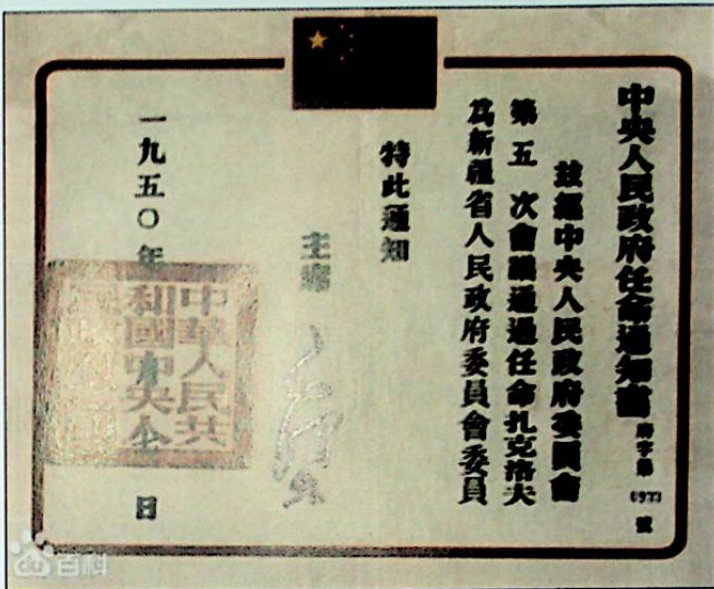 中央人民政府任命通知書
府字第 0933 號
茲經中央人民政府委員會
第五次會議通過任命扎克洛夫
為新疆省人民政府委員會委員
特此通知
主席
一九五〇年 日
中華人民共
和國中央人
民政府
百科